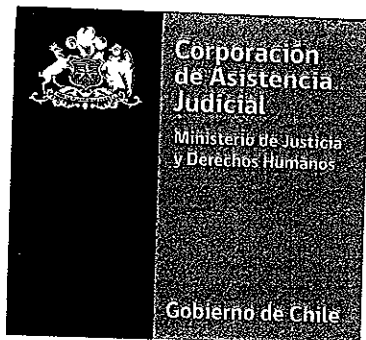 Corporación
de Asistencia
Judicial
Ministerio de Justicia
y Derechos Humanos
Gobierno de Chile